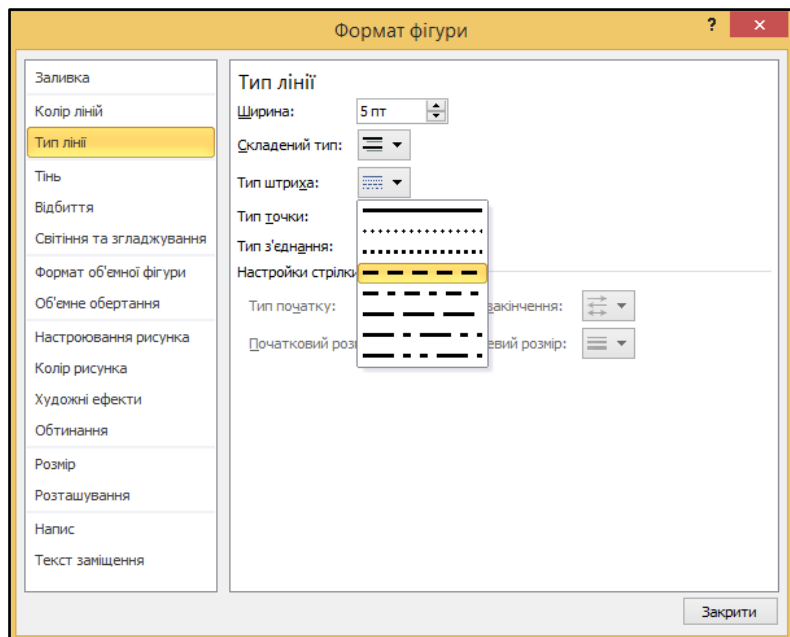 Формат фігури
? ×
Заливка
Колір ліній
Тип лінії
Тінь
Відбиття
Світіння та згладжування
Формат об'ємної фігури
Об'ємне обертання
Настроювання рисунка
Колір рисунка
Художні ефекти
Обтинання
Розмір
Розташування
Напис
Текст заміщення
Тип лінії
Ширина: 5 пт
Складений тип:
Тип штриха:
Тип точки:
Тип з'єднання:
Настройки стрілки
Тип початку: закінчення:
Початковий розмір:
Закрити